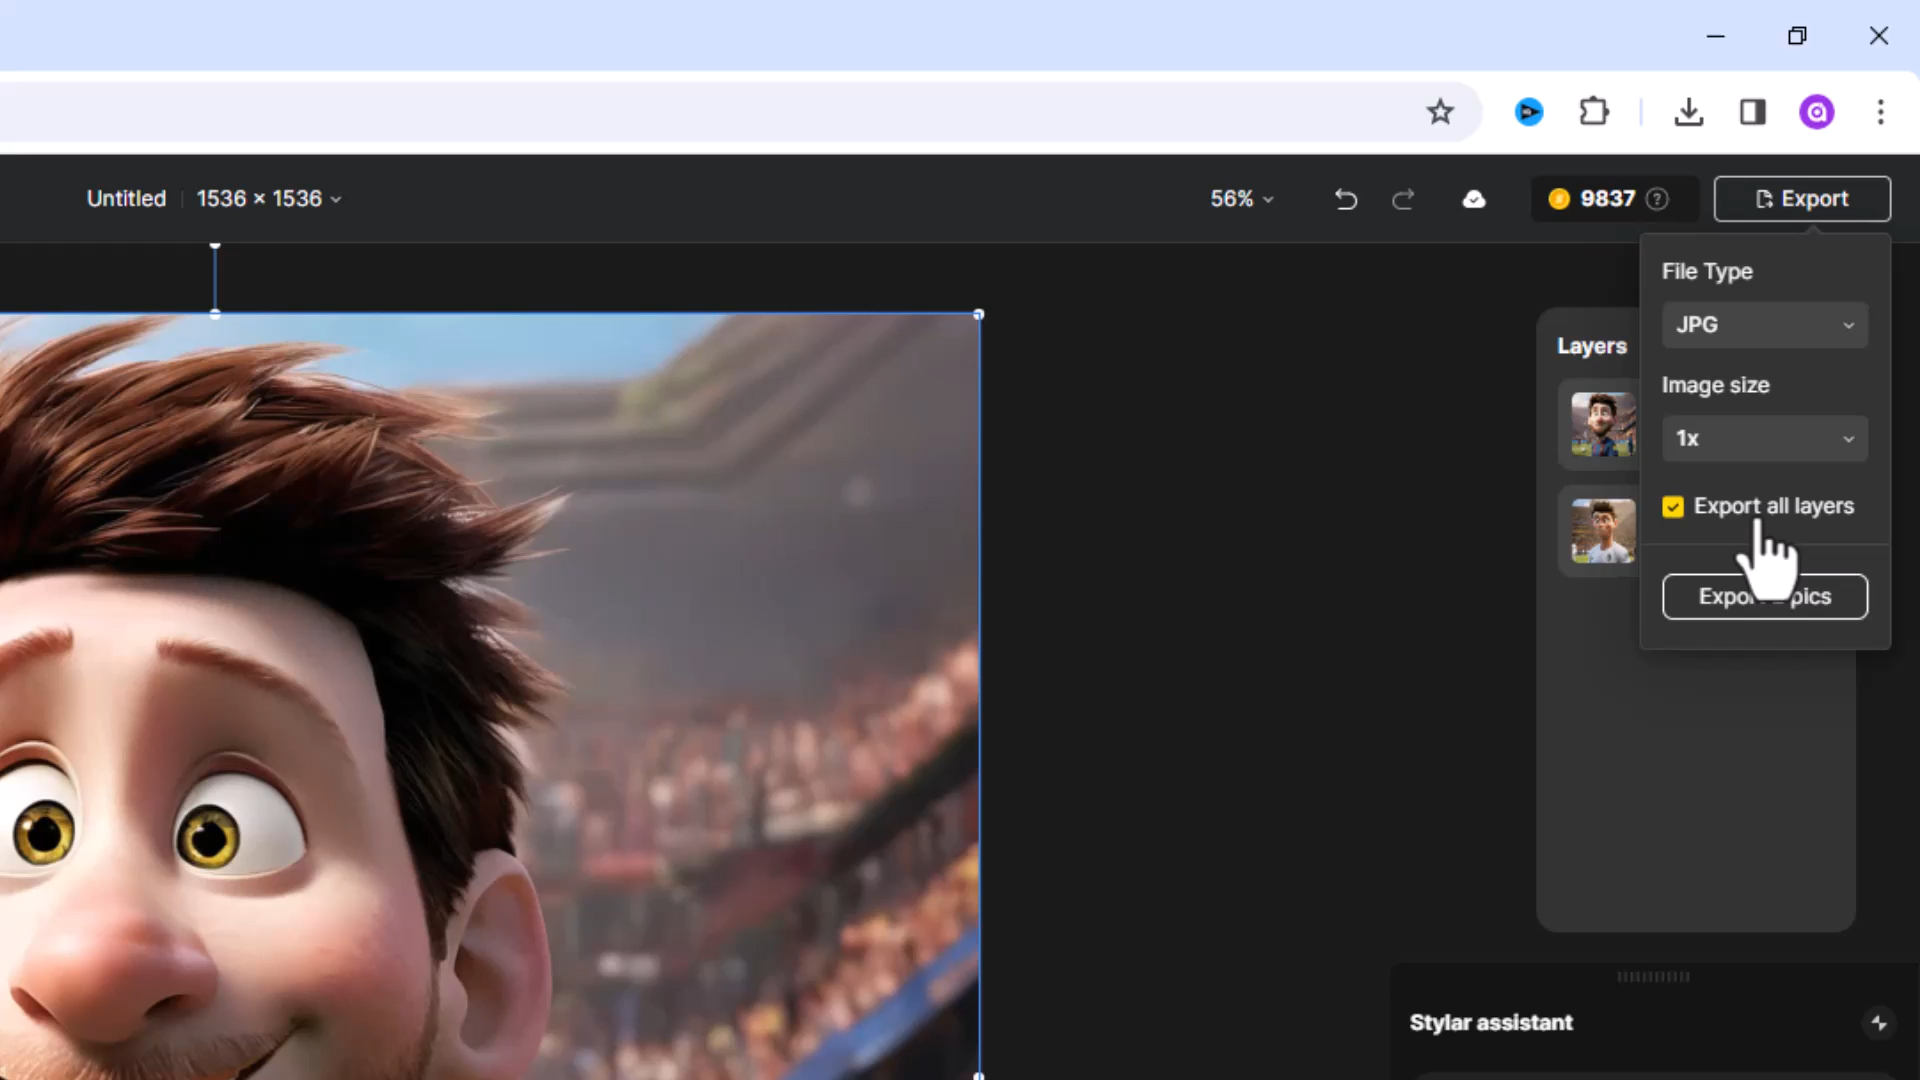 Untitled
1536 × 1536
56%
9837
?
Export
File Type
JPG
Layers
Image size
1x
Export all layers
pics
Stylar assistant